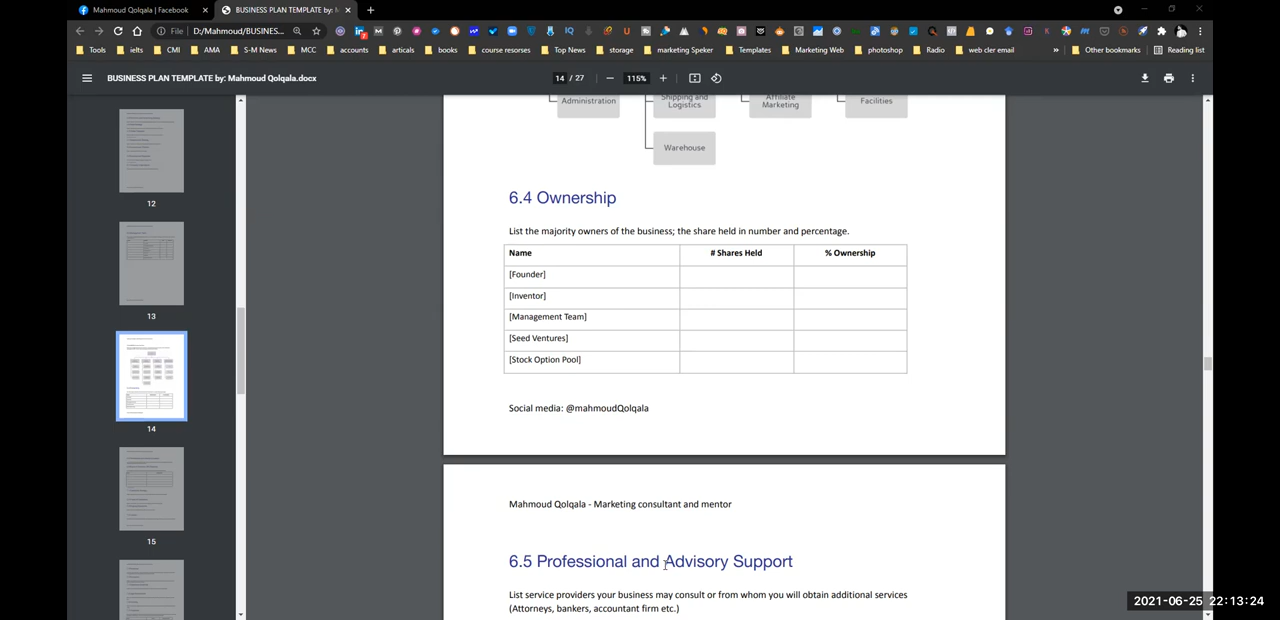 Mahmoud Qolqala | Facebook
BUSINESS PLAN TEMPLATE by: M
File
D:/Mahmoud/BUSINES...
Tools
ielts
CMI
AMA
S-M News
MCC
accounts
articals
books
course resorses
Top News
storage
marketing Speker
Templates
Marketing Web
photoshop
Radio
web cler email
Other bookmarks
Reading list
BUSINESS PLAN TEMPLATE by: Mahmoud Qolqala.docx
14 / 27
115%
12
13
14
15
Administration
Shipping and
Logistics
Affiliate
Marketing
Facilities
Warehouse
6.4 Ownership
List the majority owners of the business; the share held in number and percentage.
Name # Shares Held % Ownership
[Founder]
[Inventor]
[Management Team]
[Seed Ventures]
[Stock Option Pool]
Social media: @mahmoudQolqala
Mahmoud Qolqala - Marketing consultant and mentor
6.5 Professional and Advisory Support
List service providers your business may consult or from whom you will obtain additional services
(Attorneys, bankers, accountant firm etc.)
2021-06-25 22:13:24